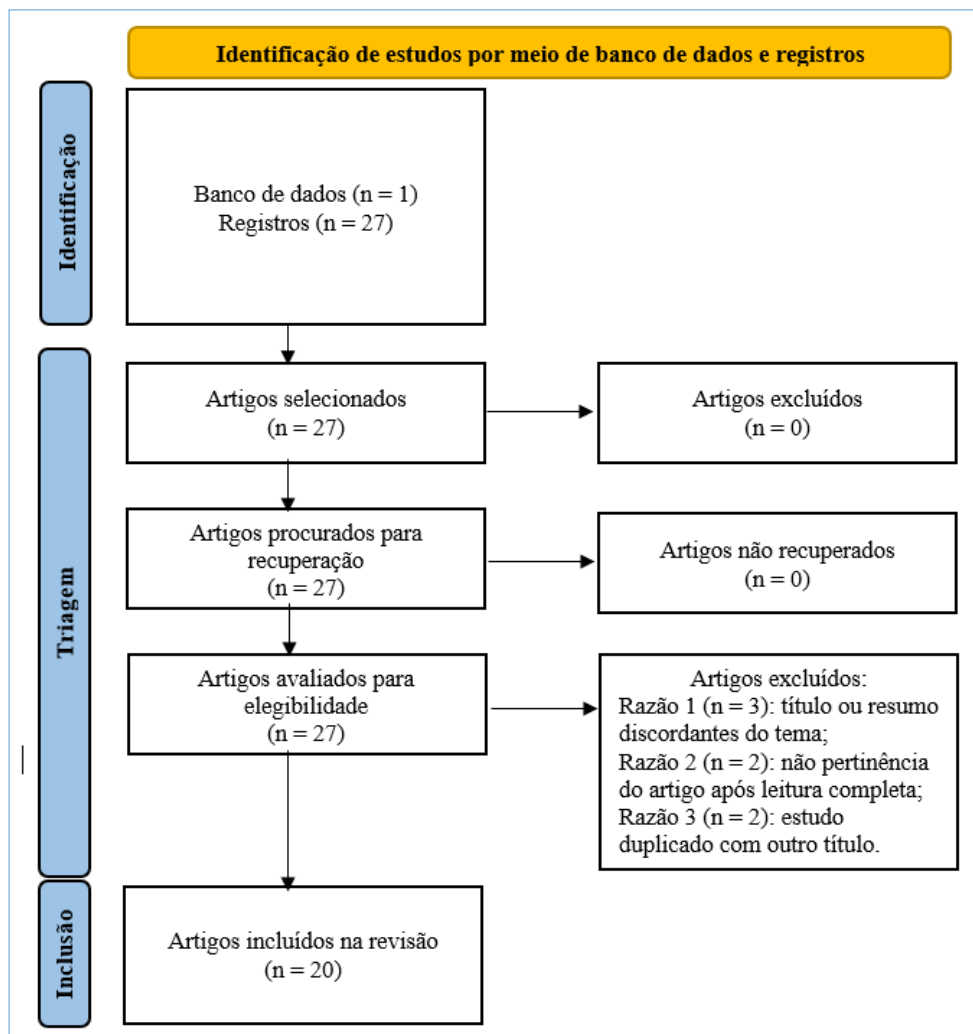 Identificação de estudos por meio de banco de dados e registros
Identificação
Banco de dados (n = 1)
Registros (n = 27)
Triagem
Artigos selecionados
(n = 27)
Artigos excluídos
(n = 0)
Artigos procurados para
recuperação
(n = 27)
Artigos não recuperados
(n = 0)
Artigos avaliados para
elegibilidade
(n = 27)
Artigos excluídos:
Razão 1 (n = 3): título ou resumo
discordantes do tema;
Razão 2 (n = 2): não pertinência
do artigo após leitura completa;
Razão 3 (n = 2): estudo
duplicado com outro título.
Inclusão
Artigos incluídos na revisão
(n = 20)